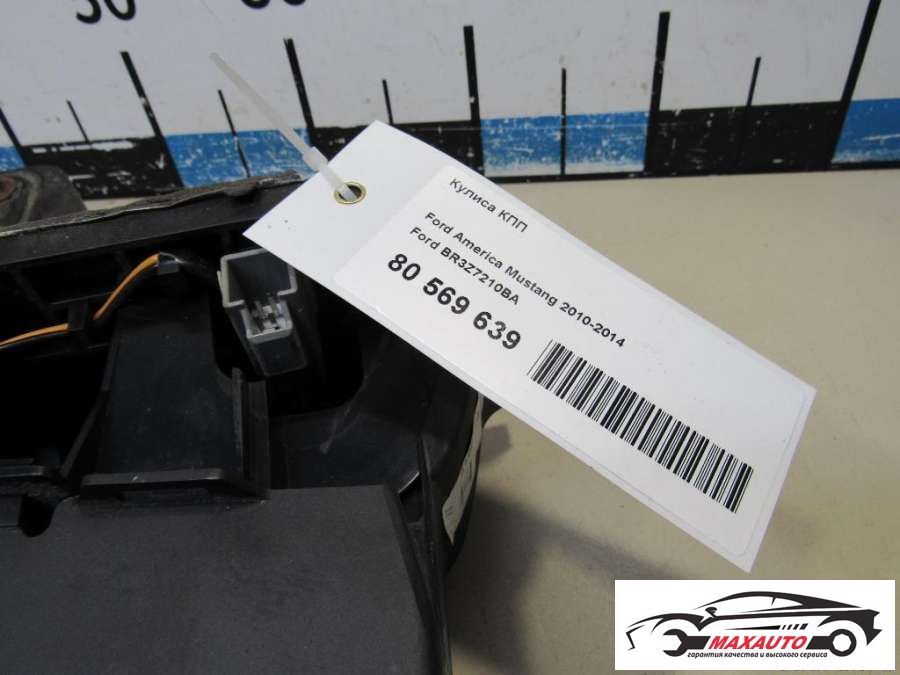 Кулиса КПП
Ford America Mustang 2010-2014
Ford BR3Z7210BA
80 569 639
MAXAUTO
гарантия качества и высокого сервиса